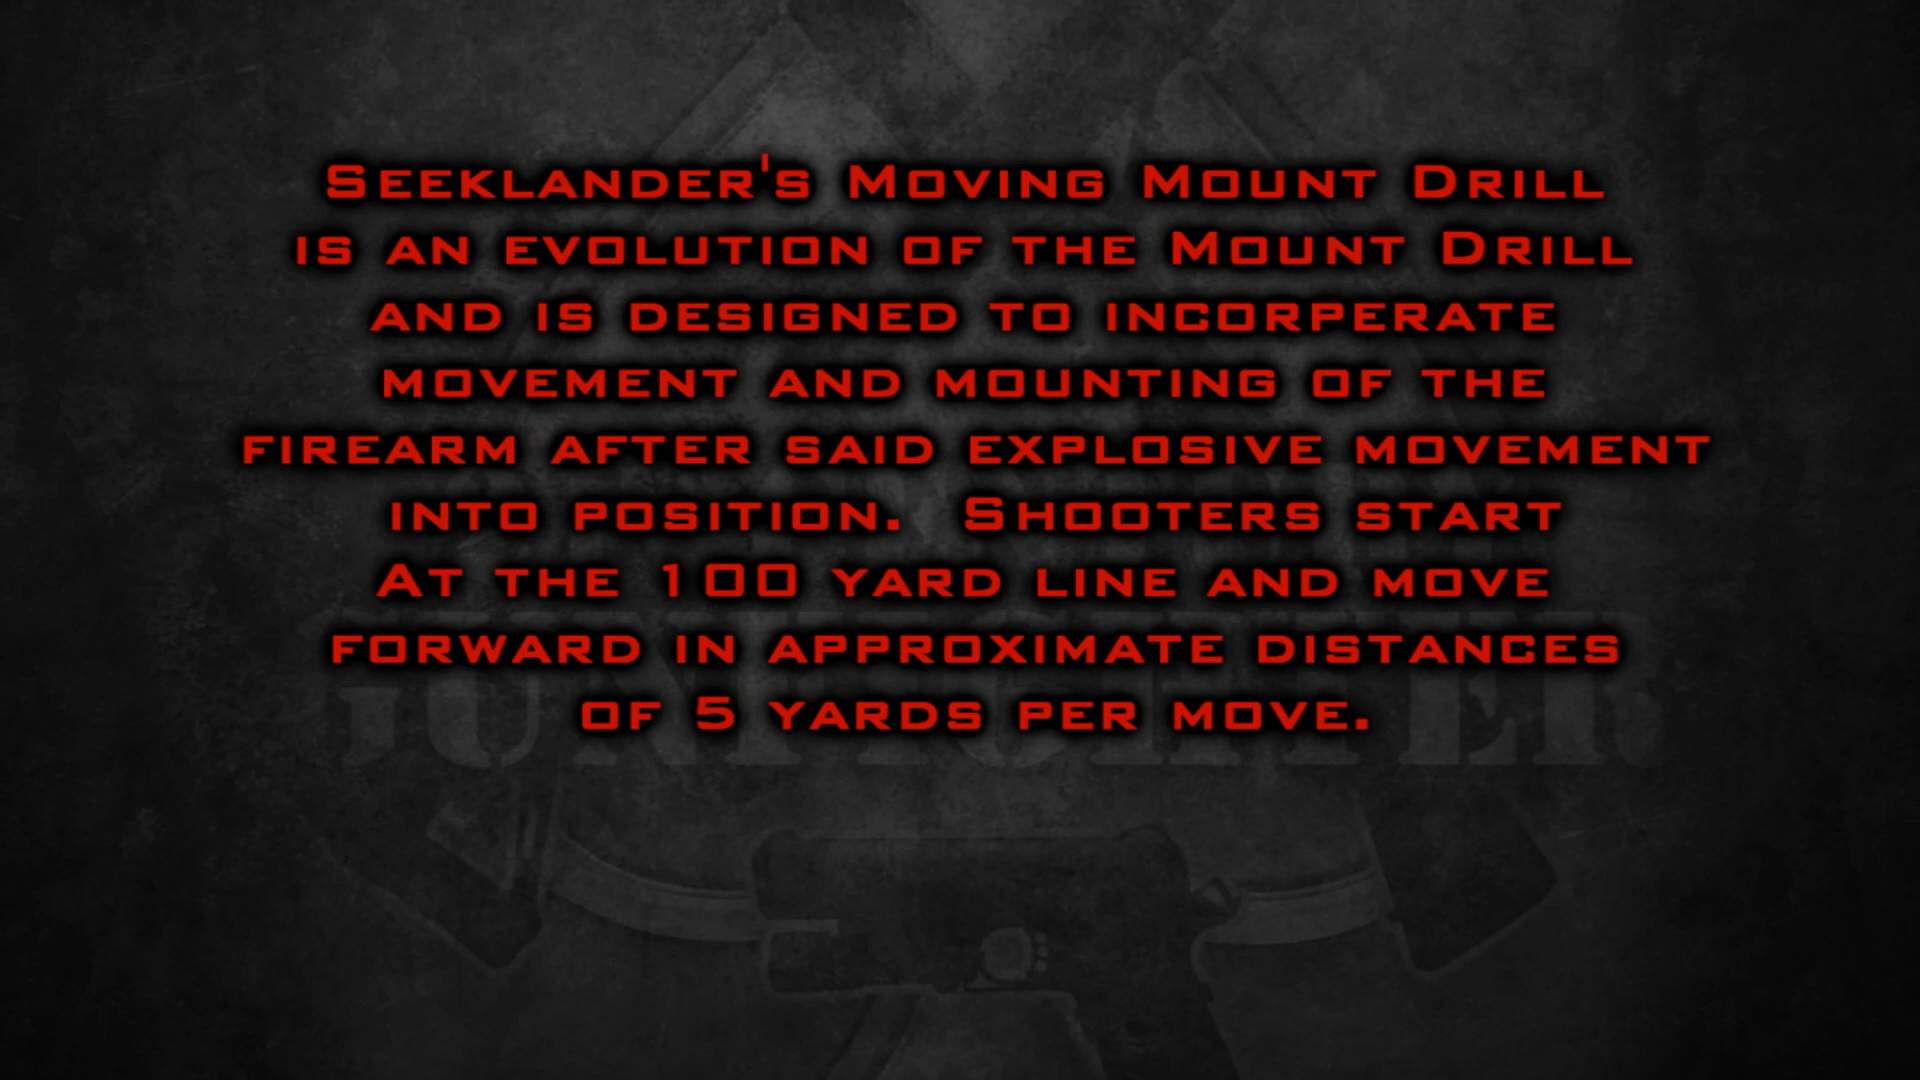 Seeklander's Moving Mount Drill
is an evolution of the Mount Drill
and is designed to incorperate
movement and mounting of the
firearm after said explosive movement
into position.  Shooters start
At the 100 yard line and move
forward in approximate distances
of 5 yards per move.
GUNFIGHTER